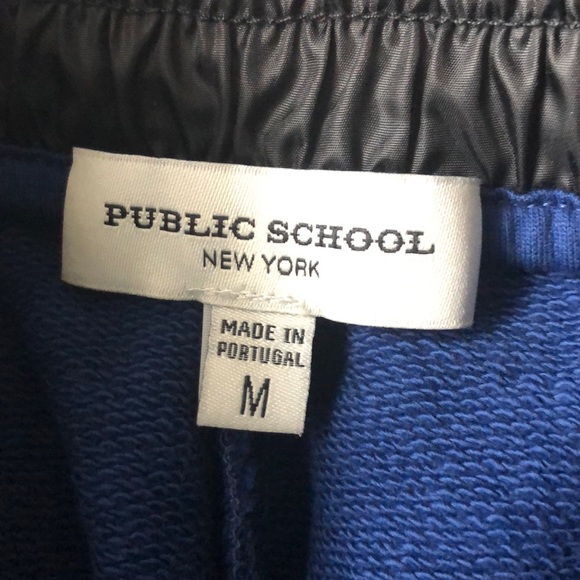 PUBLIC SCHOOL
NEW YORK
MADE IN
PORTUGAL
M